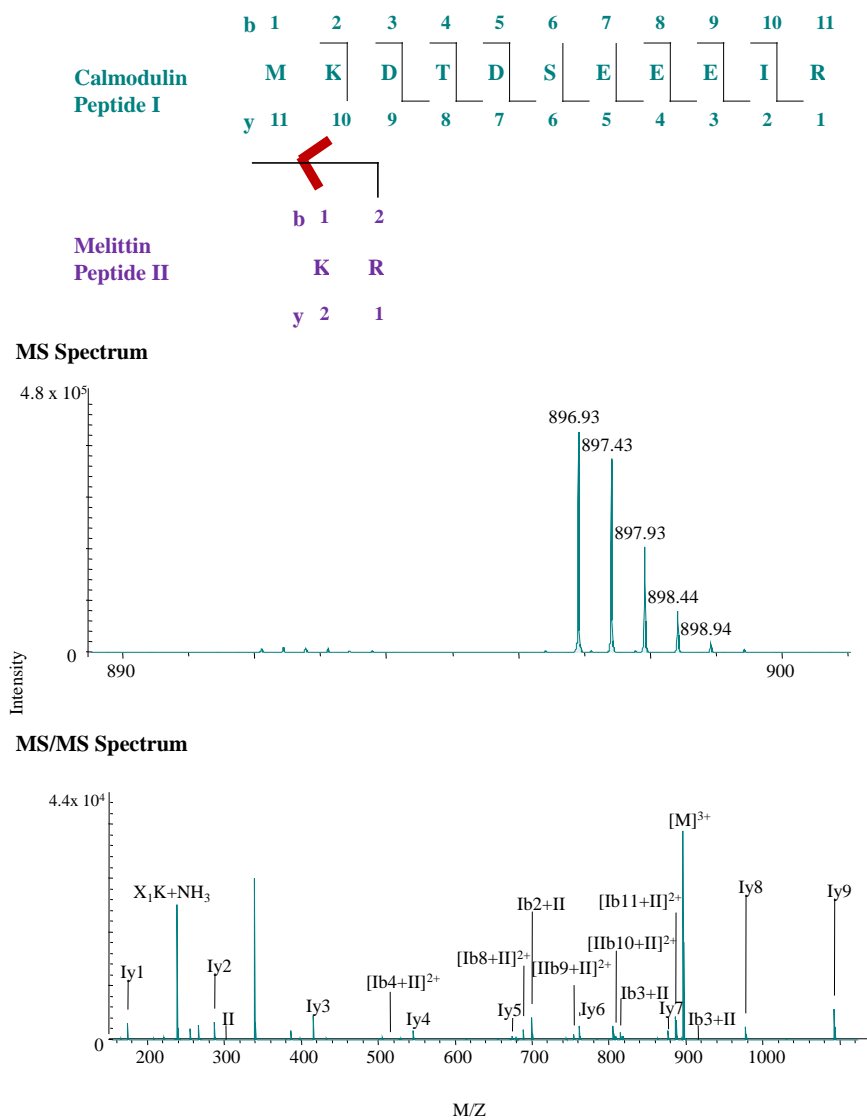 b 1 2 3 4 5 6 7 8 9 10 11
Calmodulin
Peptide I
M K D T D S E E E I R
y 11 10 9 8 7 6 5 4 3 2 1
b 1 2
Melittin
Peptide II
K R
y 2 1
MS Spectrum
4.8 x 10⁵
896.93
897.43
897.93
898.44
898.94
0
890
900
Intensity
MS/MS Spectrum
4.4x10⁴
[M]³⁺
X₁K+NH₃
Ib2+II
[Ib11+II]²⁺
Iy8
Iy9
[IIb10+II]²⁺
Iy1
Iy2
[Ib8+II]²⁺
[IIb9+II]²⁺
[Ib4+II]²⁺
Ib3+II
II
Iy3
Iy4
Iy5
Iy6
Iy7
Ib3+II
0
200 300 400 500 600 700 800 900 1000
M/Z